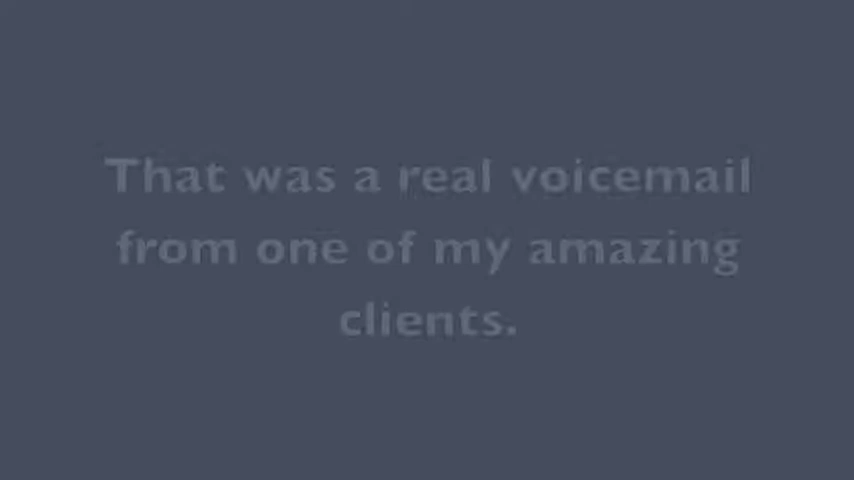 That was a real voicemail
from one of my amazing
clients.